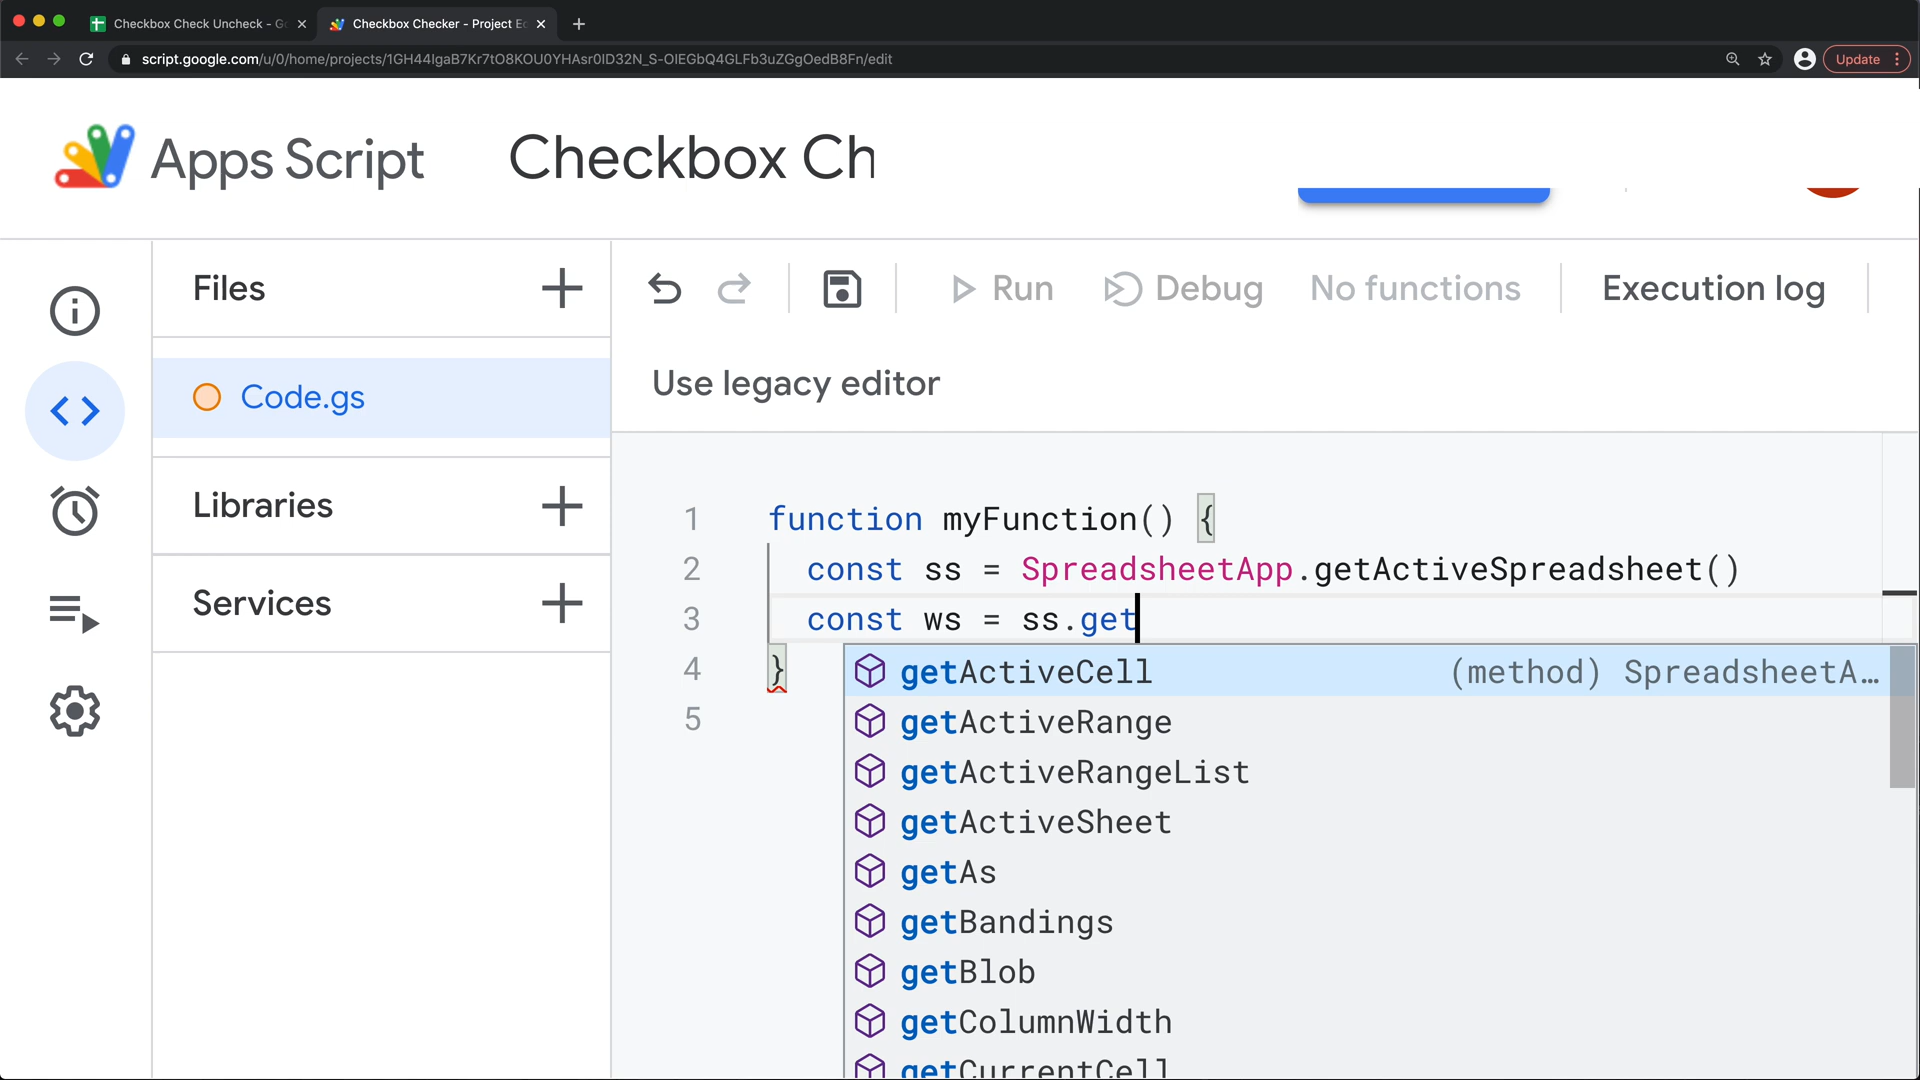 Checkbox Check Uncheck - Go
Checkbox Checker - Project Ed
script.google.com/u/0/home/projects/1GH44IgaB7Kr7tO8KOU0YHAsr0ID32N_S-OIEGbQ4GLFb3uZGgOedB8Fn/edit
Update
Apps Script
Checkbox Ch
Files
Run
Debug
No functions
Execution log
Code.gs
Use legacy editor
Libraries
Services
1 function myFunction() {
2 const ss = SpreadsheetApp.getActiveSpreadsheet()
3 const ws = ss.get
4 }
5
getActiveCell (method) SpreadsheetA…
getActiveRange
getActiveRangeList
getActiveSheet
getAs
getBandings
getBlob
getColumnWidth
getCurrentCell